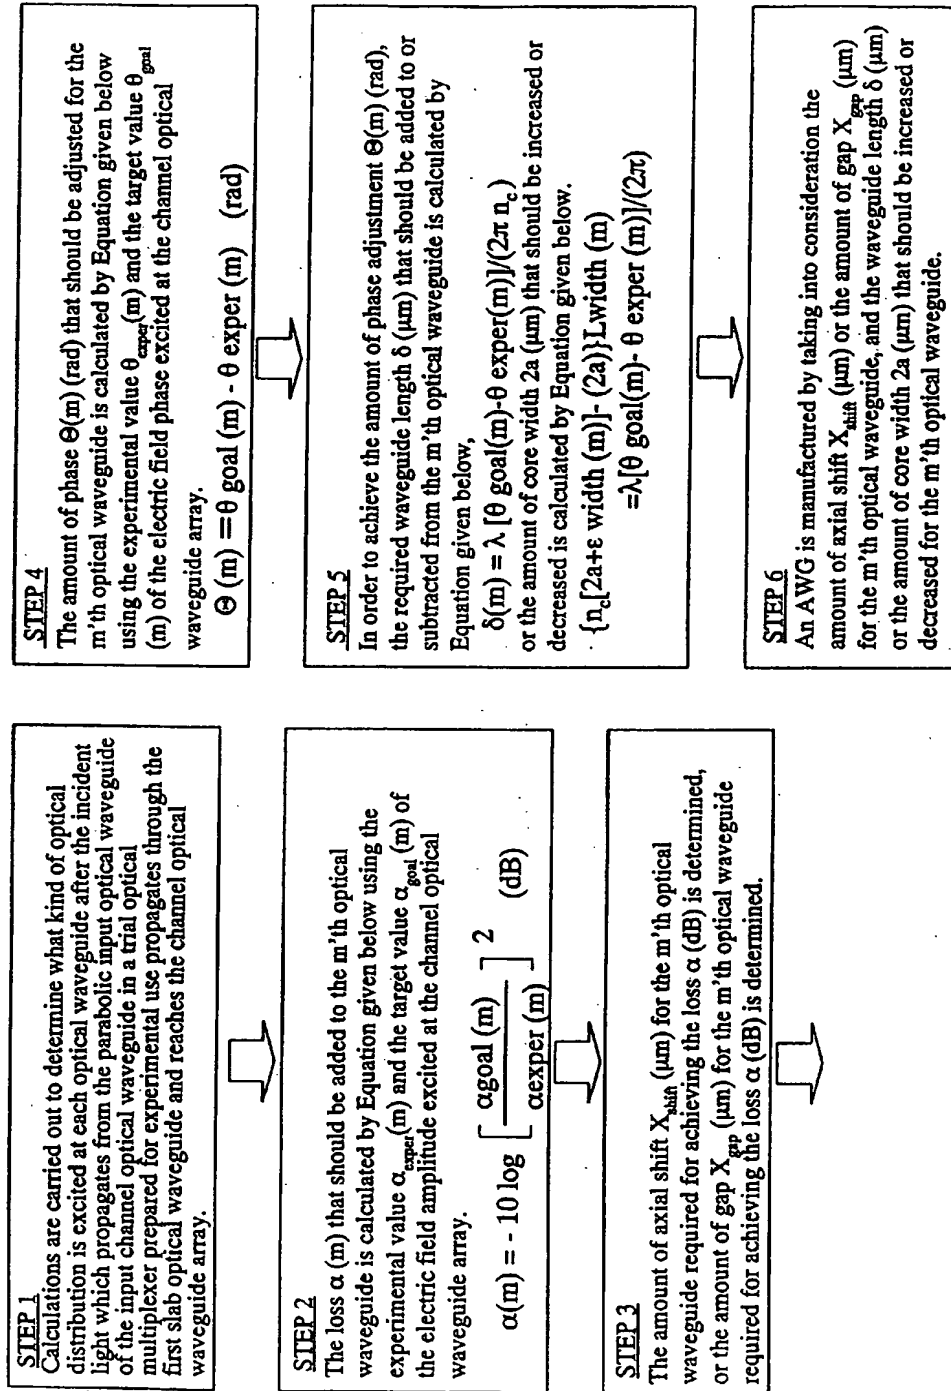 STEP 1
Calculations are carried out to determine what kind of optical
distribution is excited at each optical waveguide after the incident
light which propagates from the parabolic input optical waveguide
of the input channel optical waveguide in a trial optical
multiplexer prepared for experimental use propagates through the
first slab optical waveguide and reaches the channel optical
waveguide array.
STEP 2
The loss α (m) that should be added to the m'th optical
waveguide is calculated by Equation given below using the
experimental value α_exper(m) and the target value α_goal(m) of
the electric field amplitude excited at the channel optical
waveguide array.
α(m) = - 10 log [ αgoal (m) / αexper (m) ] 2 (dB)
STEP 3
The amount of axial shift X_shift (μm) for the m'th optical
waveguide required for achieving the loss α (dB) is determined,
or the amount of gap X_gap (μm) for the m'th optical waveguide
required for achieving the loss α (dB) is determined.
STEP 4
The amount of phase Θ(m) (rad) that should be adjusted for the
m'th optical waveguide is calculated by Equation given below
using the experimental value θ_exper(m) and the target value θ_goal
(m) of the electric field phase excited at the channel optical
waveguide array.
Θ (m) = θ goal (m) - θ exper (m) (rad)
STEP 5
In order to achieve the amount of phase adjustment Θ(m) (rad),
the required waveguide length δ (μm) that should be added to or
subtracted from the m'th optical waveguide is calculated by
Equation given below,
δ(m) = λ [θ goal(m)-θ exper(m)]/(2π n_c)
or the amount of core width 2a (μm) that should be increased or
decreased is calculated by Equation given below.
{n_c[2a+ε width (m)]- (2a)}Lwidth (m)
=λ[θ goal(m)- θ exper (m)]/(2π)
STEP 6
An AWG is manufactured by taking into consideration the
amount of axial shift X_shift (μm) or the amount of gap X_gap (μm)
for the m'th optical waveguide, and the waveguide length δ (μm)
or the amount of core width 2a (μm) that should be increased or
decreased for the m'th optical waveguide.